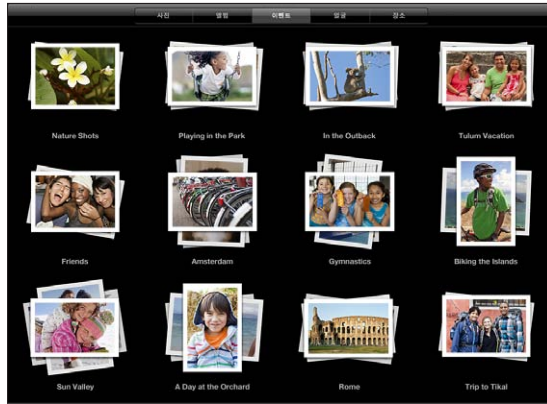 사진 앨범 이벤트 얼굴 장소
Nature Shots Playing in the Park In the Outback Tulum Vacation
Friends Amsterdam Gymnastics Biking the Islands
Sun Valley A Day at the Orchard Rome Trip to Tikal